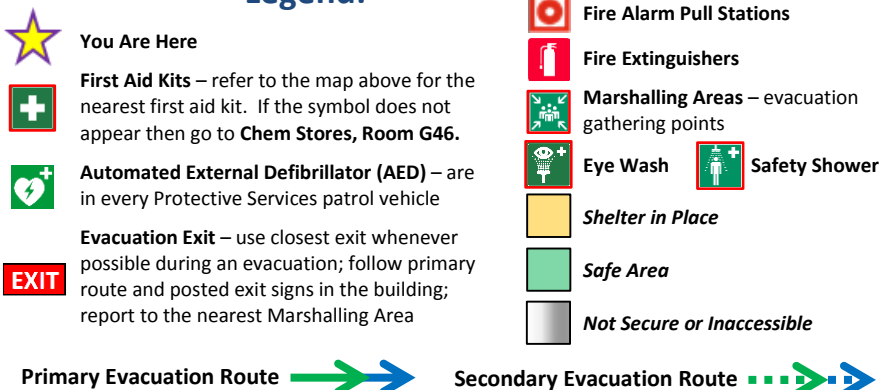 Legend:
You Are Here
First Aid Kits – refer to the map above for the
nearest first aid kit. If the symbol does not
appear then go to Chem Stores, Room G46.
Automated External Defibrillator (AED) – are
in every Protective Services patrol vehicle
Evacuation Exit – use closest exit whenever
possible during an evacuation; follow primary
route and posted exit signs in the building;
report to the nearest Marshalling Area
EXIT
Primary Evacuation Route
Fire Alarm Pull Stations
Fire Extinguishers
Marshalling Areas – evacuation
gathering points
Eye Wash
Safety Shower
Shelter in Place
Safe Area
Not Secure or Inaccessible
Secondary Evacuation Route